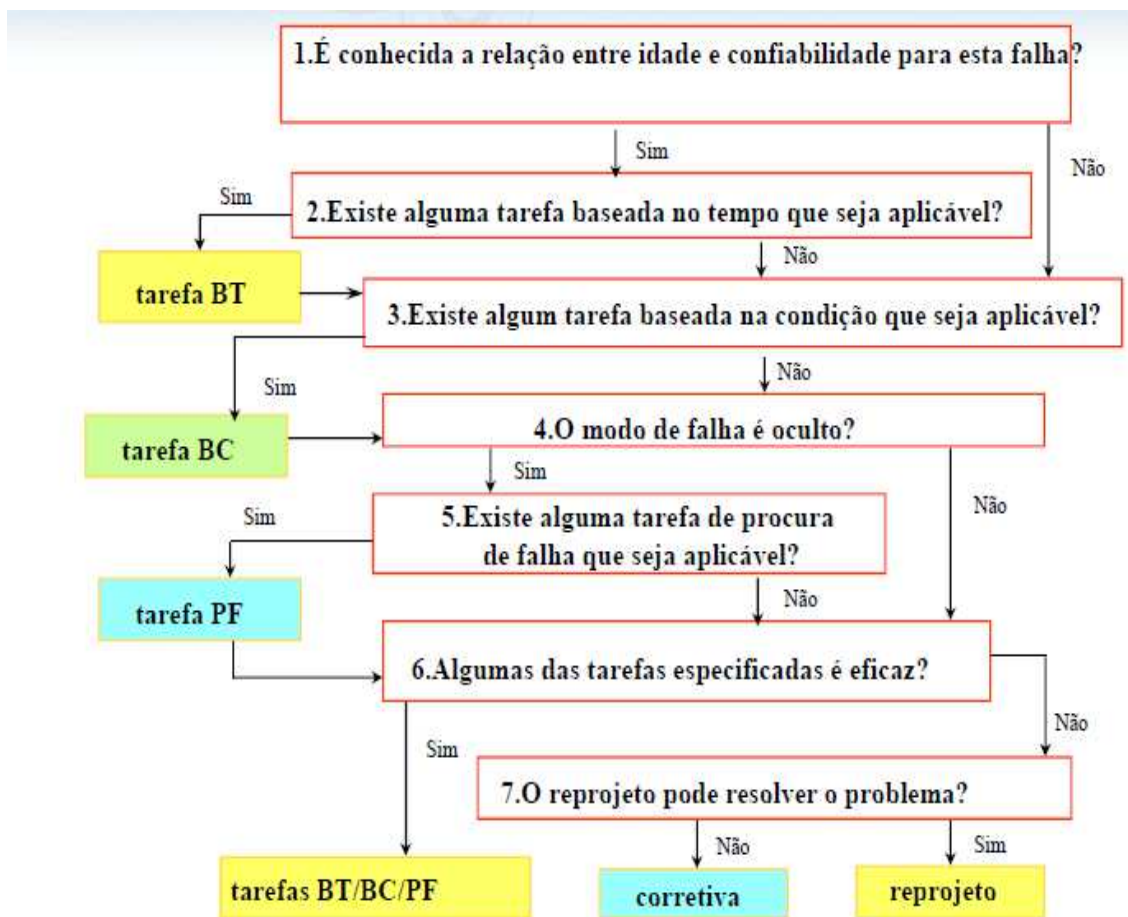 1.É conhecida a relação entre idade e confiabilidade para esta falha?
Sim
Não
Sim
2.Existe alguma tarefa baseada no tempo que seja aplicável?
Não
tarefa BT
3.Existe algum tarefa baseada na condição que seja aplicável?
Sim
Não
tarefa BC
4.O modo de falha é oculto?
Sim
Não
Sim
5.Existe alguma tarefa de procura
de falha que seja aplicável?
Não
tarefa PF
6.Algumas das tarefas especificadas é eficaz?
Sim
Não
7.O reprojeto pode resolver o problema?
Não
Sim
tarefas BT/BC/PF
corretiva
reprojeto